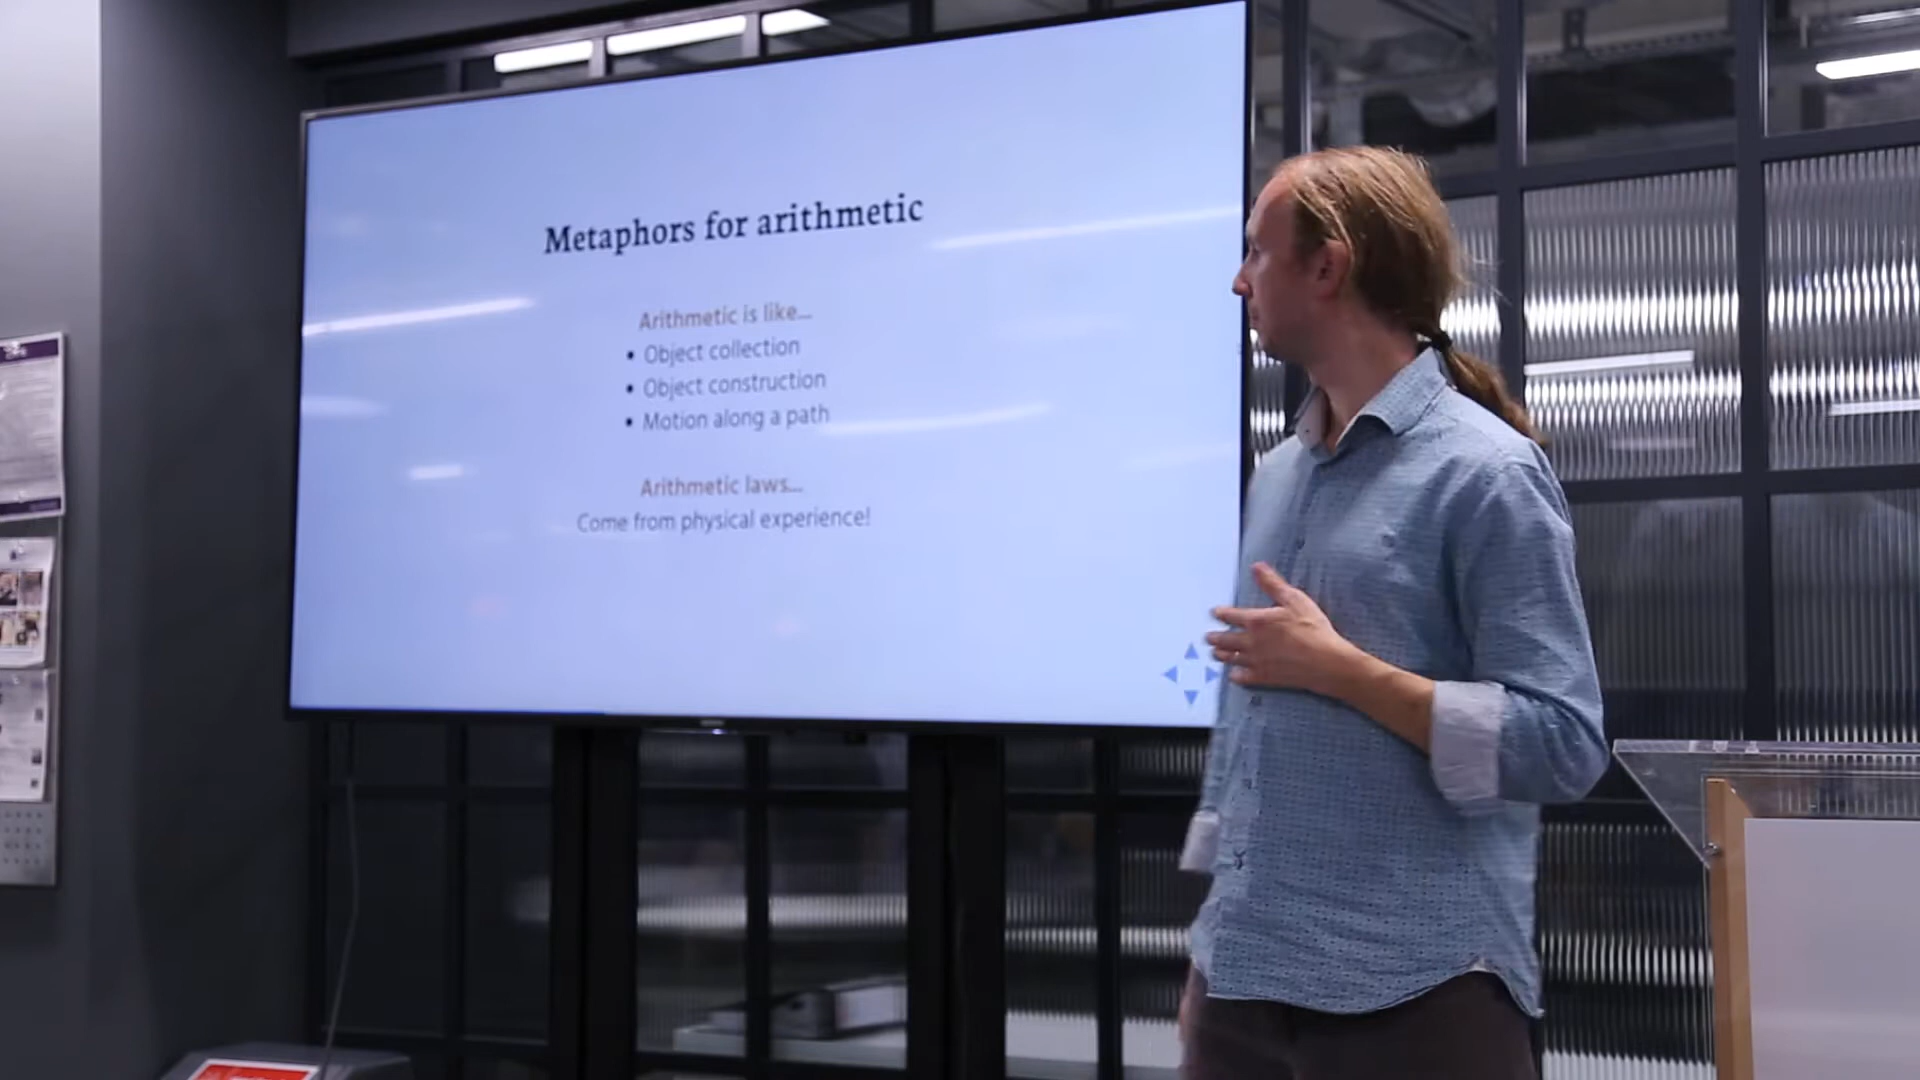 Metaphors for arithmetic
Arithmetic is like...
• Object collection
• Object construction
• Motion along a path
Arithmetic laws...
Come from physical experience!